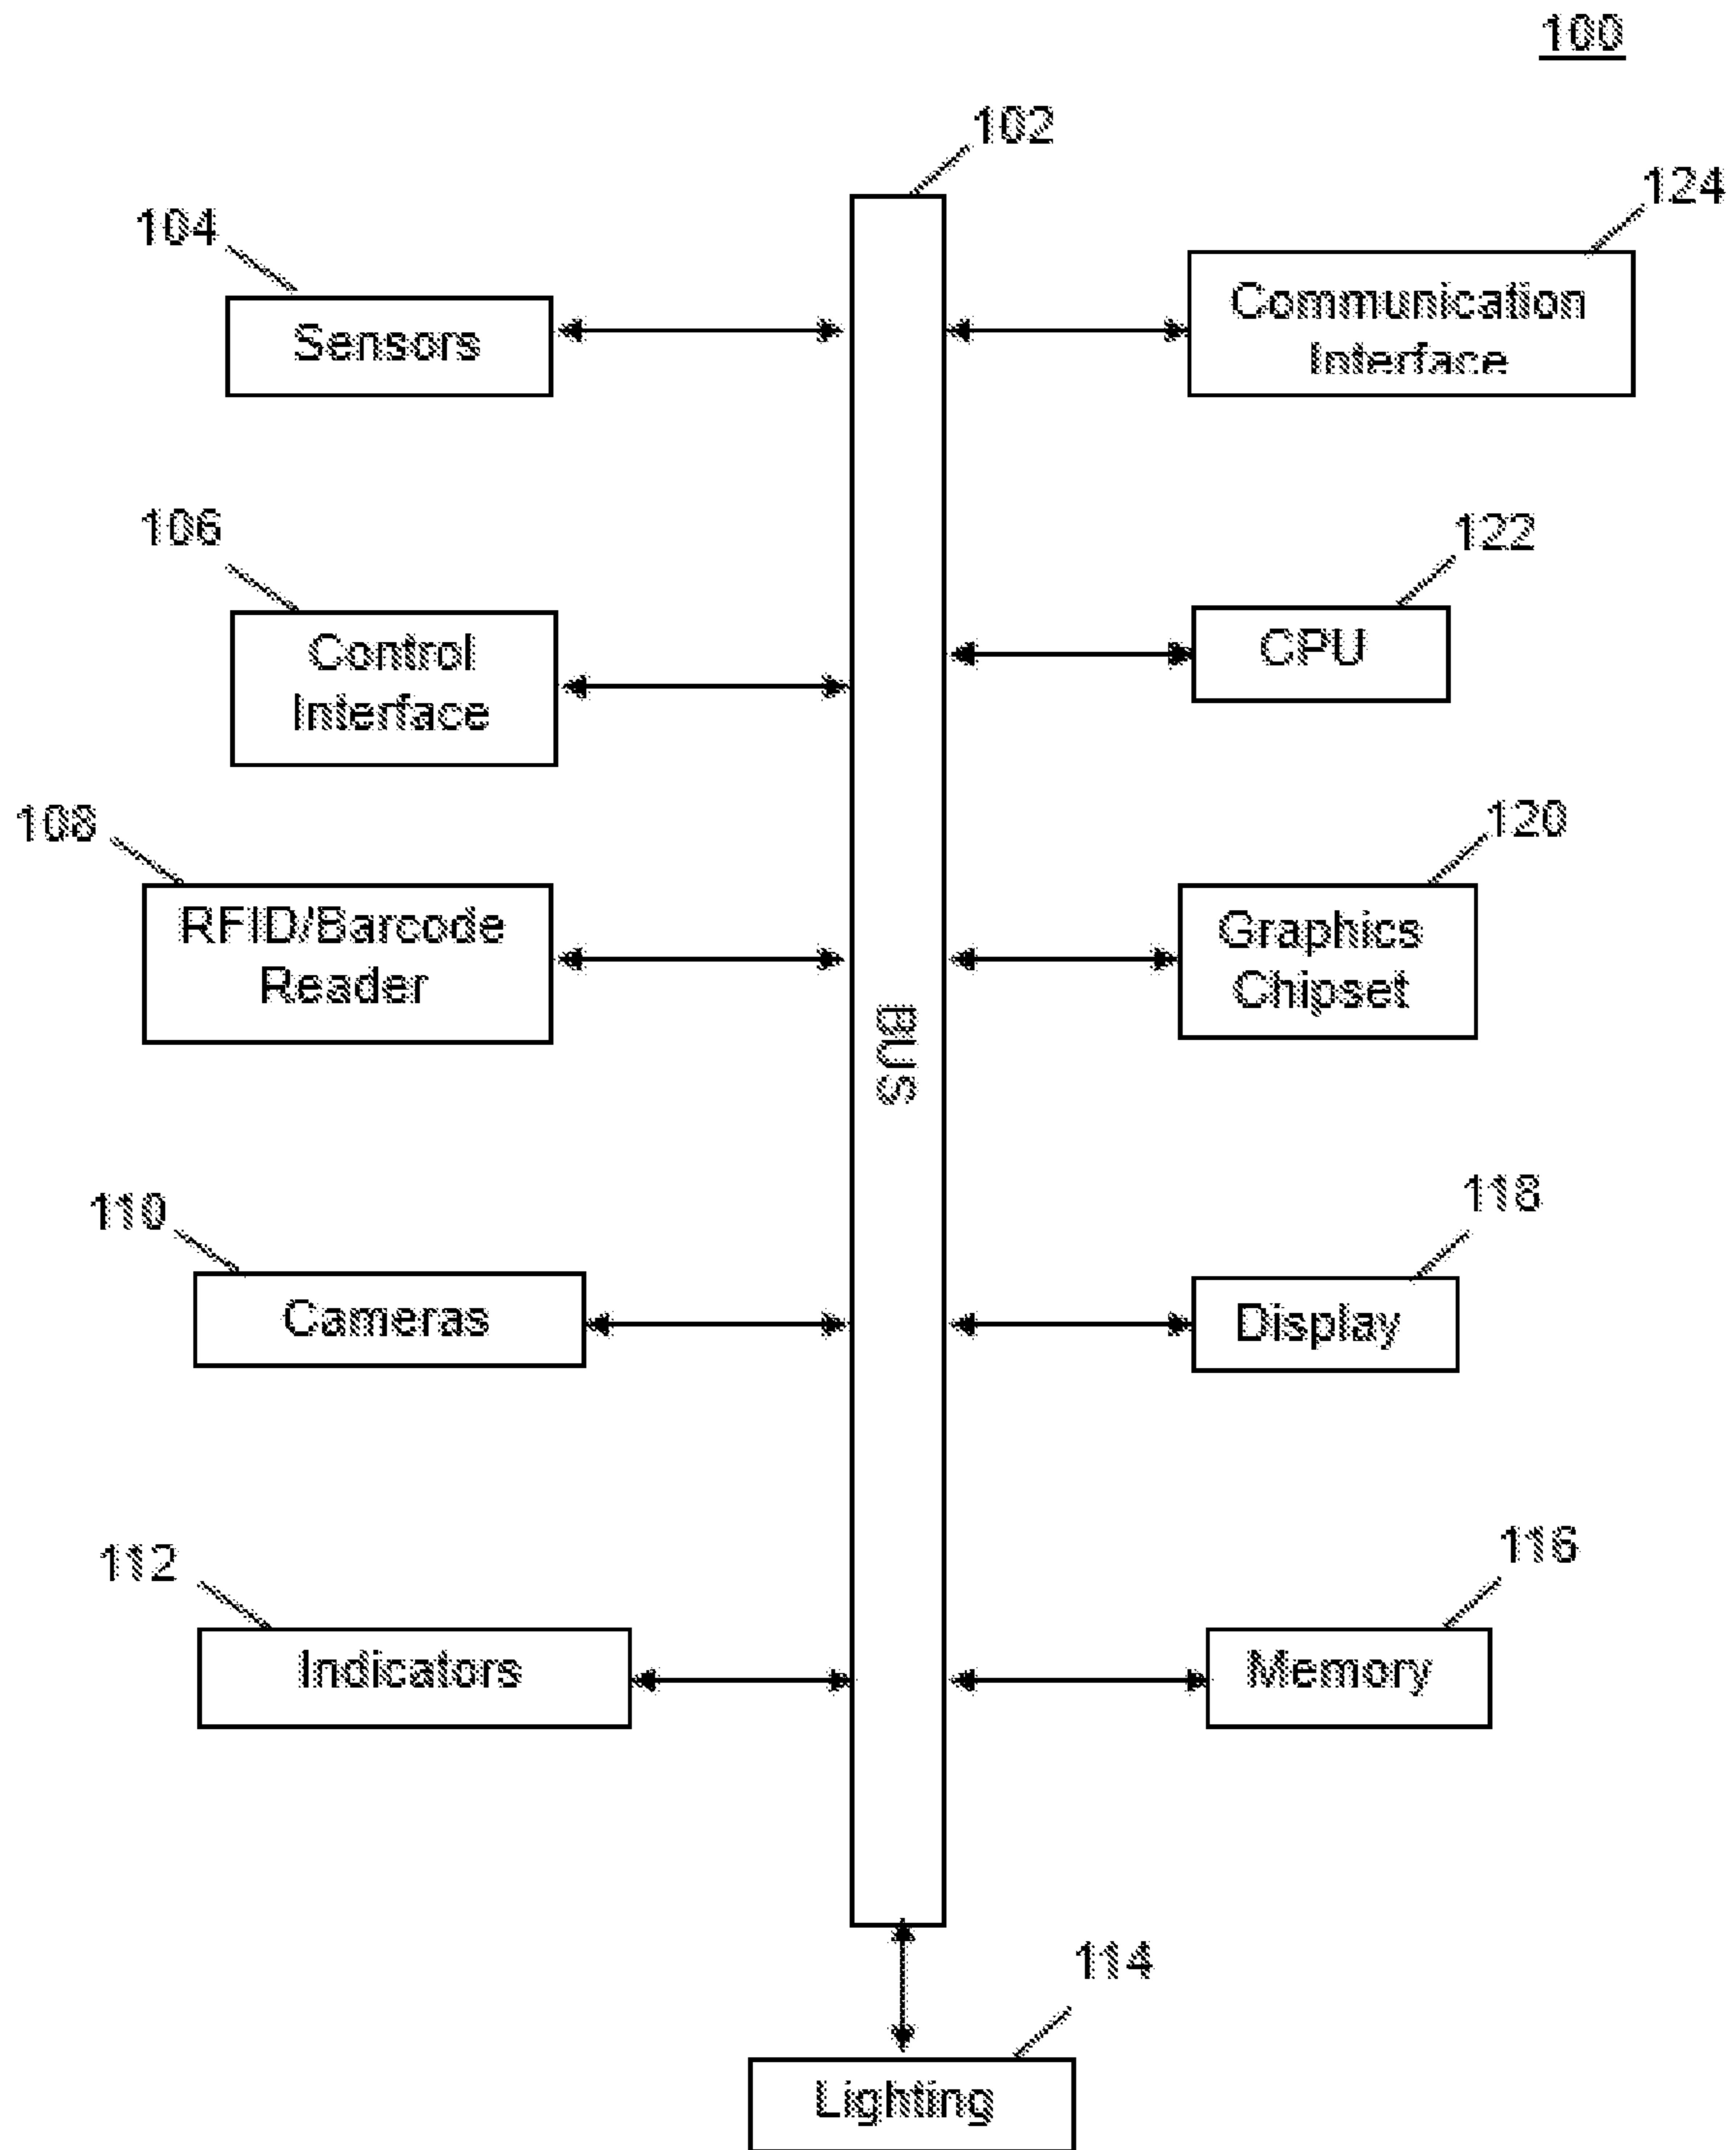 100
102
124
104
Communication
Interface
Sensors
106
122
Control
Interface
CPU
108
120
RFID/Barcode
Reader
Graphics
Chipset
BUS
110
118
Cameras
Display
112
116
Indicators
Memory
114
Lighting